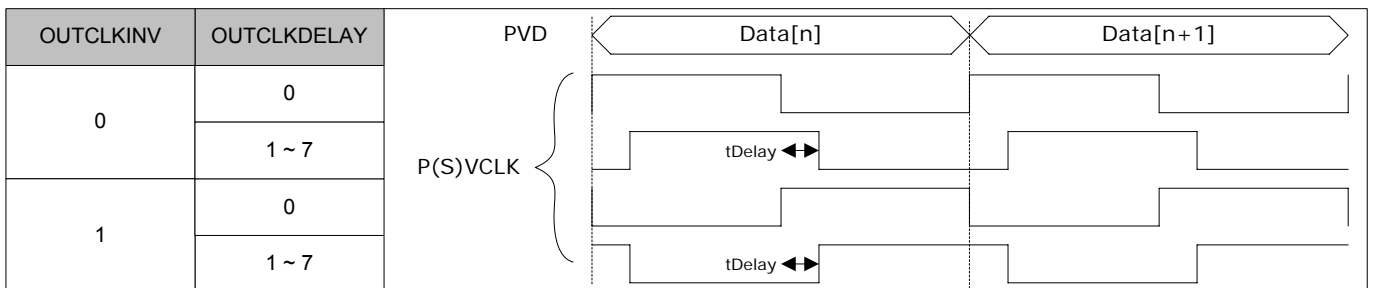 OUTCLKINV OUTCLKDELAY PVD Data[n] Data[n+1]
0
0
1 ~ 7 tDelay
P(S)VCLK
0
1
1 ~ 7 tDelay